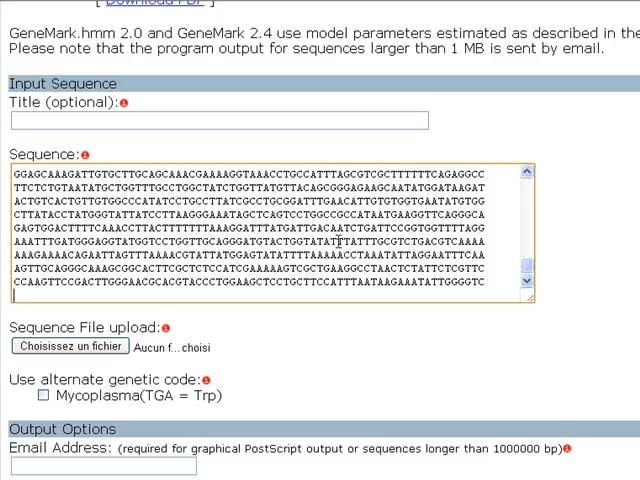 [ Download PDF ]
GeneMark.hmm 2.0 and GeneMark 2.4 use model parameters estimated as described in the
Please note that the program output for sequences larger than 1 MB is sent by email.
Input Sequence
Title (optional):
Sequence:
GGAGCAAAGATTGTGCTTGCAGCAAACGAAAAGGTAAACCTGCCATTTAGCGTCGCTTTTTTCAGAGGCC
TTCTCTGTAATATGCTGGTTTGCCTGGCTATCTGGTTATGTTACAGCGGGAGAAGCAATATGGATAAGAT
ACTGTCACTGTTGTGGCCCATATCCTGCCTTATCGCCTGCGGATTTGAACATTGTGTGGTGAATATGTGG
CTTATACCTATGGGTATTATCCTTAAGGGAAATAGCTCAGTCCTGGCCGCCATAATGAAGGTTCAGGGCA
GAGTGGACTTTTCAAACCTTACTTTTTTTAAAGGATTTATGATTGACAATCTGATTCCGGTGGTTTTAGG
AAATTTGATGGGAGGTATGGTCCTGGTTGCAGGGATGTACTGGTATATTTATTTGCGTCTGACGTCAAAA
AAAGAAAACAGAATTAGTTTAAAACGTATTATGGAGTATATTTTAAAAACCTAAATATTAGGAATTTCAA
AGTTGCAGGGCAAAGCGGCACTTCGCTCTCCATCGAAAAAGTCGCTGAAGGCCTAACTCTATTCTCGTTC
CCAAGTTCCGACTTGGGAACGCACGTACCCTGGAAGCTCCTGCTTCCATTTAATAAGAAATATTGGGGTC
Sequence File upload:
Choisissez un fichier Aucun f...choisi
Use alternate genetic code:
Mycoplasma(TGA = Trp)
Output Options
Email Address: (required for graphical PostScript output or sequences longer than 1000000 bp)